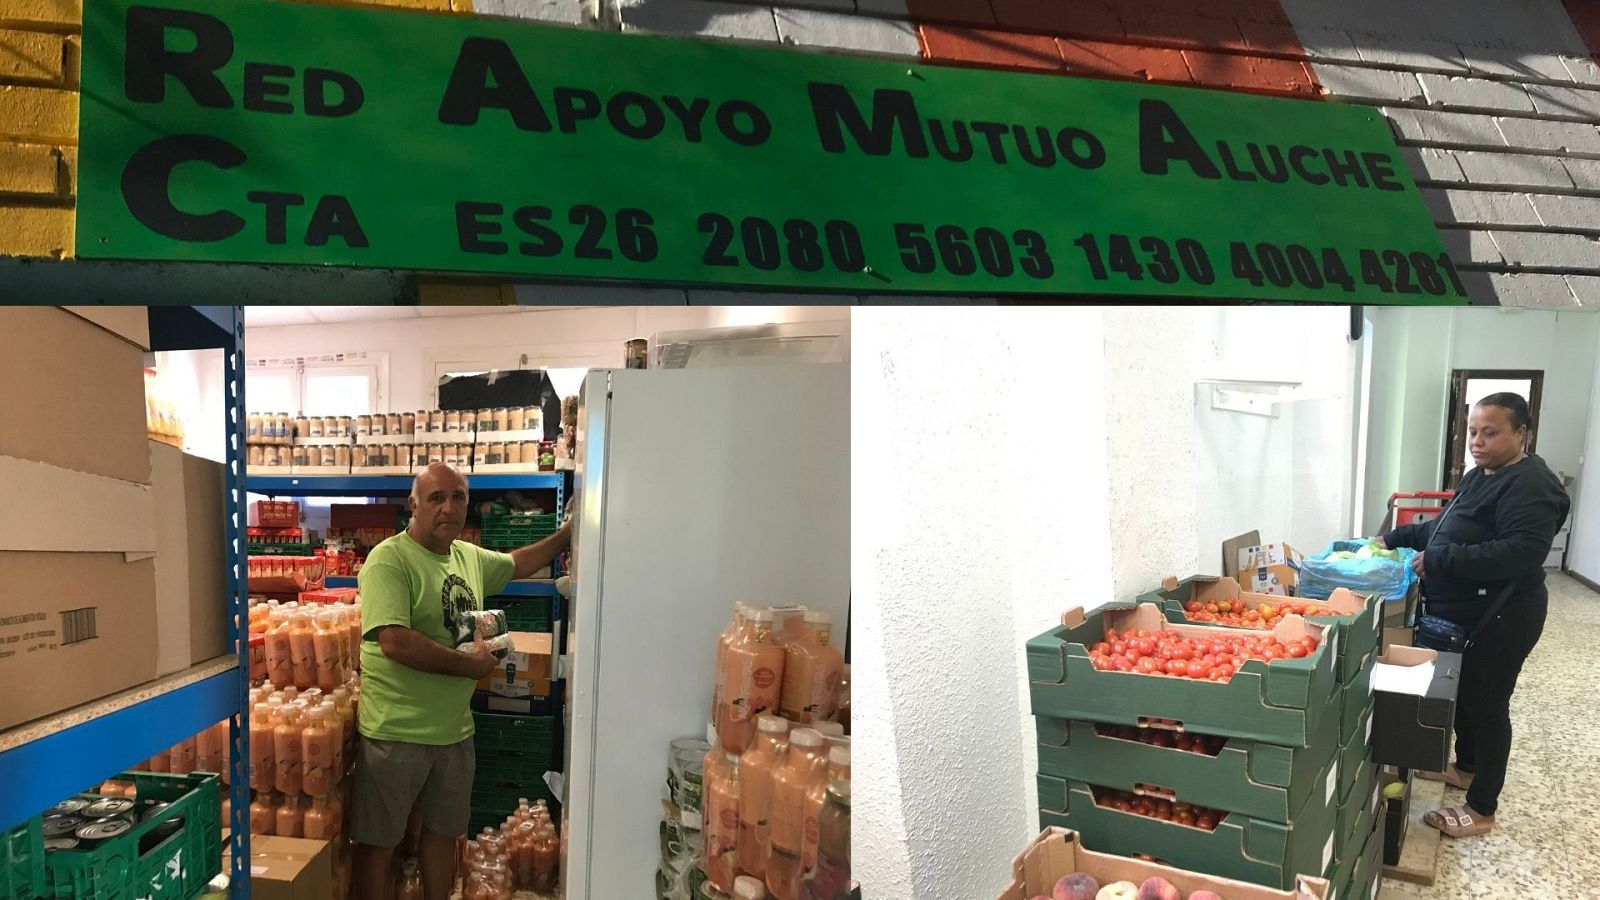 RED APOYO MUTUO ALUCHE
CTA ES26 2080 5603 1430 4004 4281